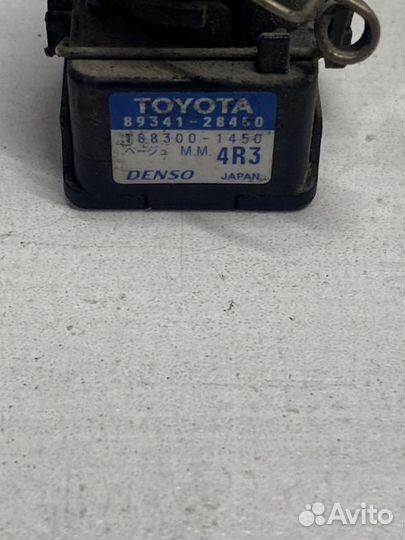 TOYOTA
89341-28450
188300-1450
ベージュ M.M. 4R3
DENSO JAPAN
Avito